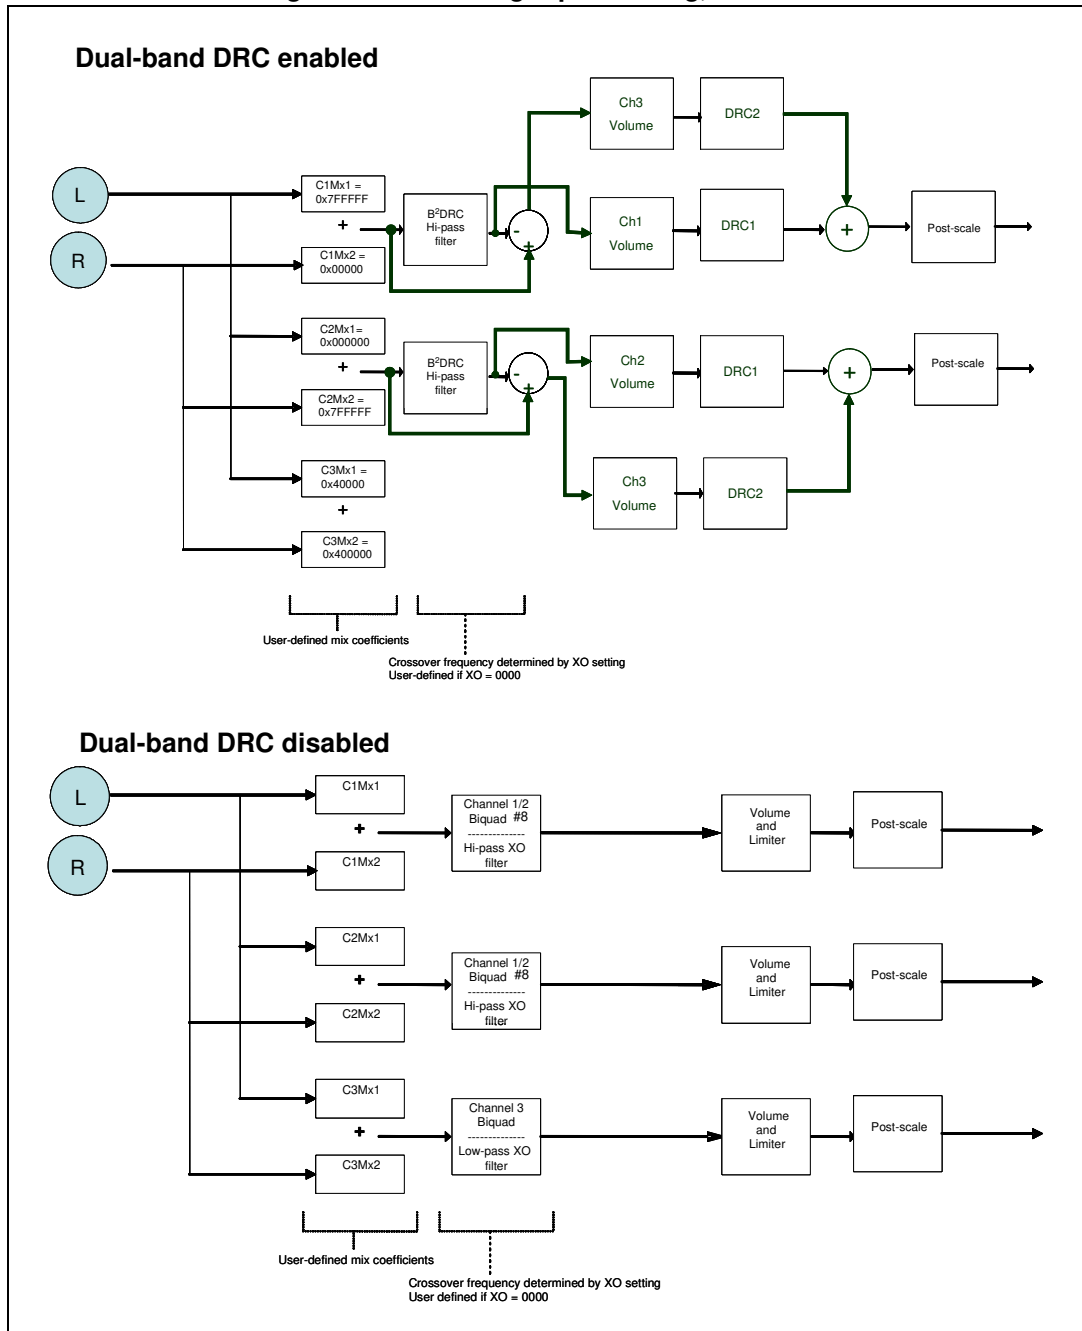 Dual-band DRC enabled
Ch3
Volume
DRC2
L
R
C1Mx1 =
0x7FFFFF
+
C1Mx2 =
0x00000
B²DRC
Hi-pass
filter
-
+
Ch1
Volume
DRC1
+
Post-scale
C2Mx1=
0x000000
+
C2Mx2 =
0x7FFFFF
B²DRC
Hi-pass
filter
-
+
Ch2
Volume
DRC1
+
Post-scale
C3Mx1 =
0x40000
+
C3Mx2 =
0x400000
Ch3
Volume
DRC2
User-defined mix coefficients
Crossover frequency determined by XO setting
User-defined if XO = 0000
Dual-band DRC disabled
L
R
C1Mx1
+
C1Mx2
Channel 1/2
Biquad #8
--------------
Hi-pass XO
filter
Volume
and
Limiter
Post-scale
C2Mx1
+
C2Mx2
Channel 1/2
Biquad #8
--------------
Hi-pass XO
filter
Volume
and
Limiter
Post-scale
C3Mx1
+
C3Mx2
Channel 3
Biquad
--------------
Low-pass XO
filter
Volume
and
Limiter
Post-scale
User-defined mix coefficients
Crossover frequency determined by XO setting
User defined if XO = 0000